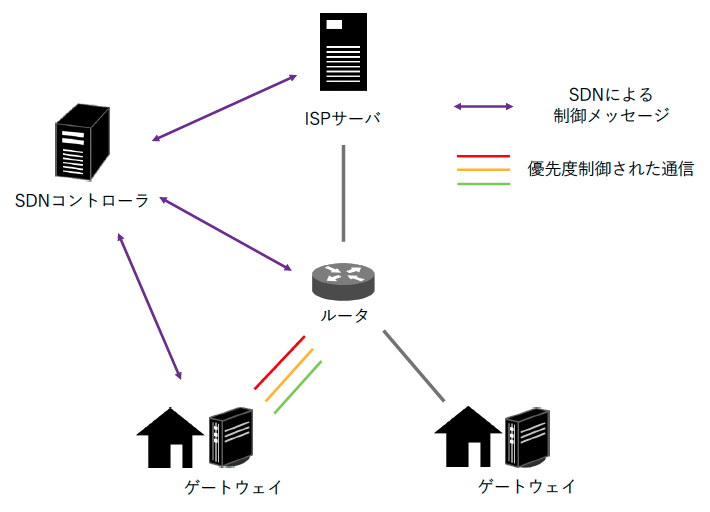 ISPサーバ
SDNによる
制御メッセージ
優先度制御された通信
SDNコントローラ
ルータ
ゲートウェイ
ゲートウェイ